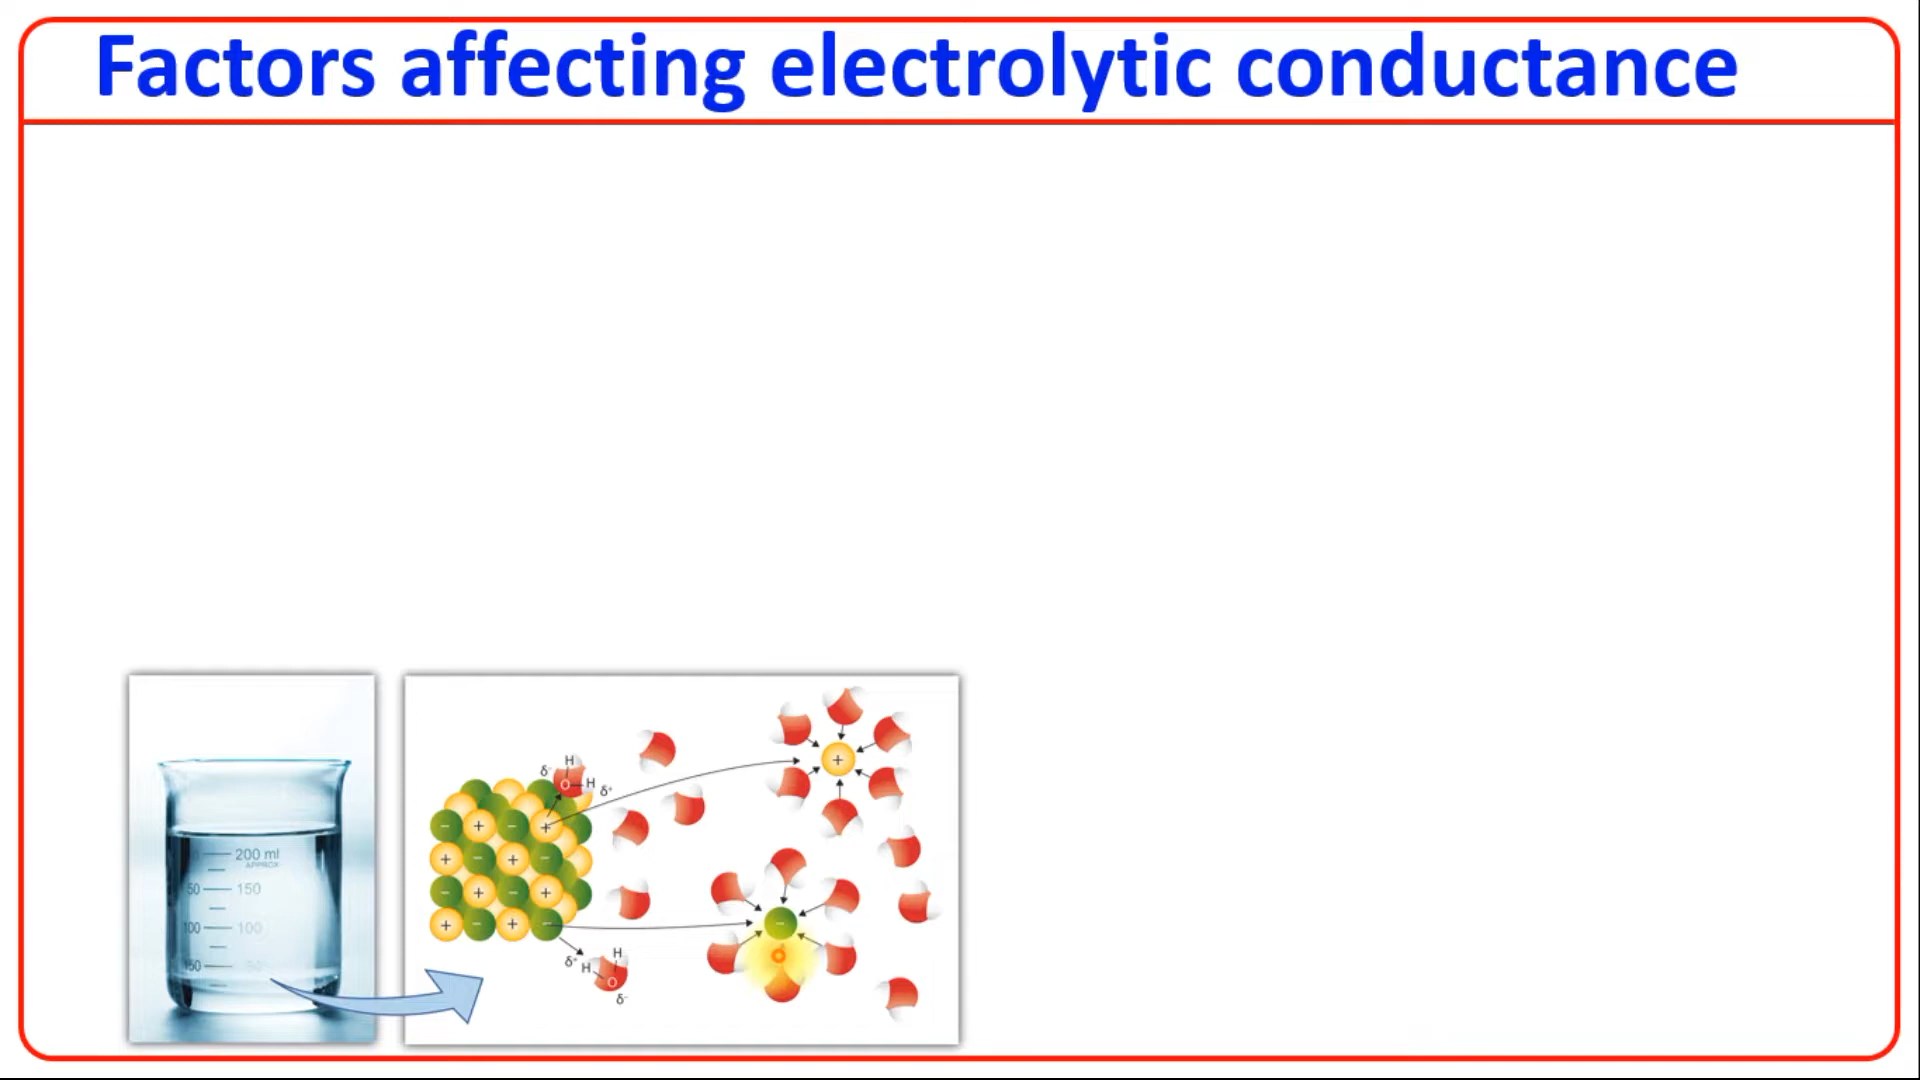 Factors affecting electrolytic conductance
200 ml
APPROX
50 150
100 100
150 50
H
δ-
O H δ+
+
- + - +
+ - + -
- + - +
+ - + -
-
δ+ H H
O
δ-